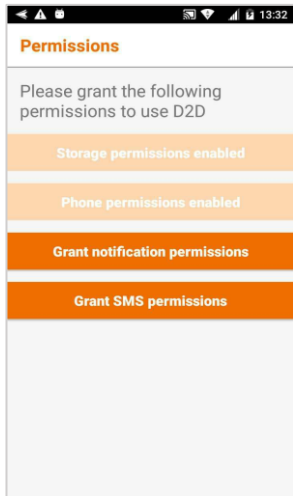 13:32
Permissions
Please grant the following
permissions to use D2D
Storage permissions enabled
Phone permissions enabled
Grant notification permissions
Grant SMS permissions